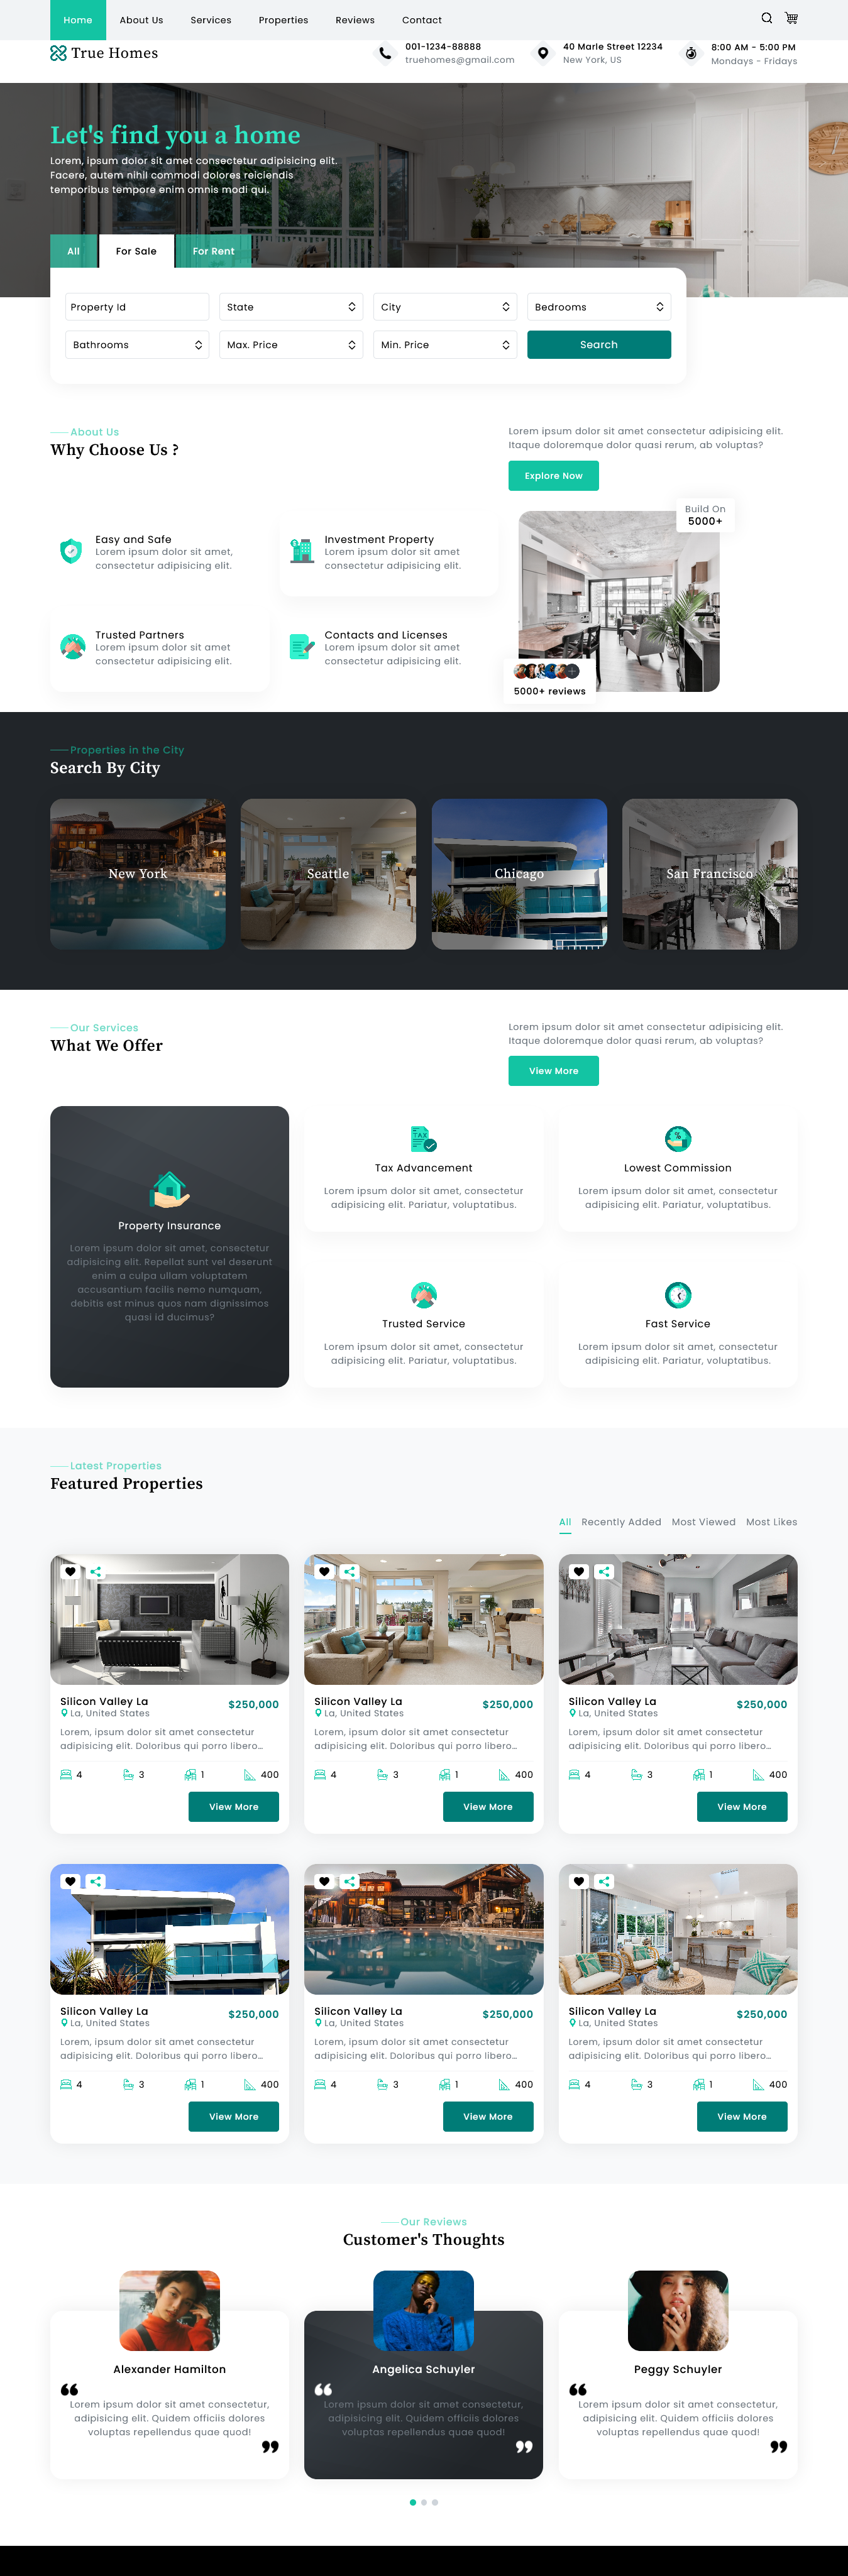 Home
About Us
Services
Properties
Reviews
Contact
True Homes
001-1234-88888
truehomes@gmail.com
40 Marle Street 12234
New York, US
8:00 AM - 5:00 PM
Mondays - Fridays
Let's find you a home
Lorem, ipsum dolor sit amet consectetur adipisicing elit.
Facere, autem nihil commodi dolores reiciendis
temporibus tempore enim omnis modi qui.
All
For Sale
For Rent
Property Id
State
City
Bedrooms
Bathrooms
Max. Price
Min. Price
Search
About Us
Why Choose Us ?
Lorem ipsum dolor sit amet consectetur adipisicing elit.
Itaque doloremque dolor quasi rerum, ab voluptas?
Explore Now
Easy and Safe
Lorem ipsum dolor sit amet,
consectetur adipisicing elit.
Investment Property
Lorem ipsum dolor sit amet
consectetur adipisicing elit.
Trusted Partners
Lorem ipsum dolor sit amet
consectetur adipisicing elit.
Contacts and Licenses
Lorem ipsum dolor sit amet
consectetur adipisicing elit.
Build On
5000+
5000+ reviews
Properties in the City
Search By City
New York
Seattle
Chicago
San Francisco
Our Services
What We Offer
Lorem ipsum dolor sit amet consectetur adipisicing elit.
Itaque doloremque dolor quasi rerum, ab voluptas?
View More
Property Insurance
Lorem ipsum dolor sit amet, consectetur
adipisicing elit. Repellat sunt vel deserunt
enim a culpa ullam voluptatem
accusantium facilis nemo numquam,
debitis est minus quos nam dignissimos
quasi id ducimus?
TAX
Tax Advancement
Lorem ipsum dolor sit amet, consectetur
adipisicing elit. Pariatur, voluptatibus.
%
Lowest Commission
Lorem ipsum dolor sit amet, consectetur
adipisicing elit. Pariatur, voluptatibus.
Trusted Service
Lorem ipsum dolor sit amet, consectetur
adipisicing elit. Pariatur, voluptatibus.
Fast Service
Lorem ipsum dolor sit amet, consectetur
adipisicing elit. Pariatur, voluptatibus.
Latest Properties
Featured Properties
All
Recently Added
Most Viewed
Most Likes
Silicon Valley La
La, United States
$250,000
Lorem, ipsum dolor sit amet consectetur
adipisicing elit. Doloribus qui porro libero...
4
3
1
400
View More
Silicon Valley La
La, United States
$250,000
Lorem, ipsum dolor sit amet consectetur
adipisicing elit. Doloribus qui porro libero...
4
3
1
400
View More
Silicon Valley La
La, United States
$250,000
Lorem, ipsum dolor sit amet consectetur
adipisicing elit. Doloribus qui porro libero...
4
3
1
400
View More
Silicon Valley La
La, United States
$250,000
Lorem, ipsum dolor sit amet consectetur
adipisicing elit. Doloribus qui porro libero...
4
3
1
400
View More
Silicon Valley La
La, United States
$250,000
Lorem, ipsum dolor sit amet consectetur
adipisicing elit. Doloribus qui porro libero...
4
3
1
400
View More
Silicon Valley La
La, United States
$250,000
Lorem, ipsum dolor sit amet consectetur
adipisicing elit. Doloribus qui porro libero...
4
3
1
400
View More
Our Reviews
Customer's Thoughts
Alexander Hamilton
“
Lorem ipsum dolor sit amet consectetur,
adipisicing elit. Quidem officiis dolores
voluptas repellendus quae quod!
”
Angelica Schuyler
“
Lorem ipsum dolor sit amet consectetur,
adipisicing elit. Quidem officiis dolores
voluptas repellendus quae quod!
”
Peggy Schuyler
“
Lorem ipsum dolor sit amet consectetur,
adipisicing elit. Quidem officiis dolores
voluptas repellendus quae quod!
”